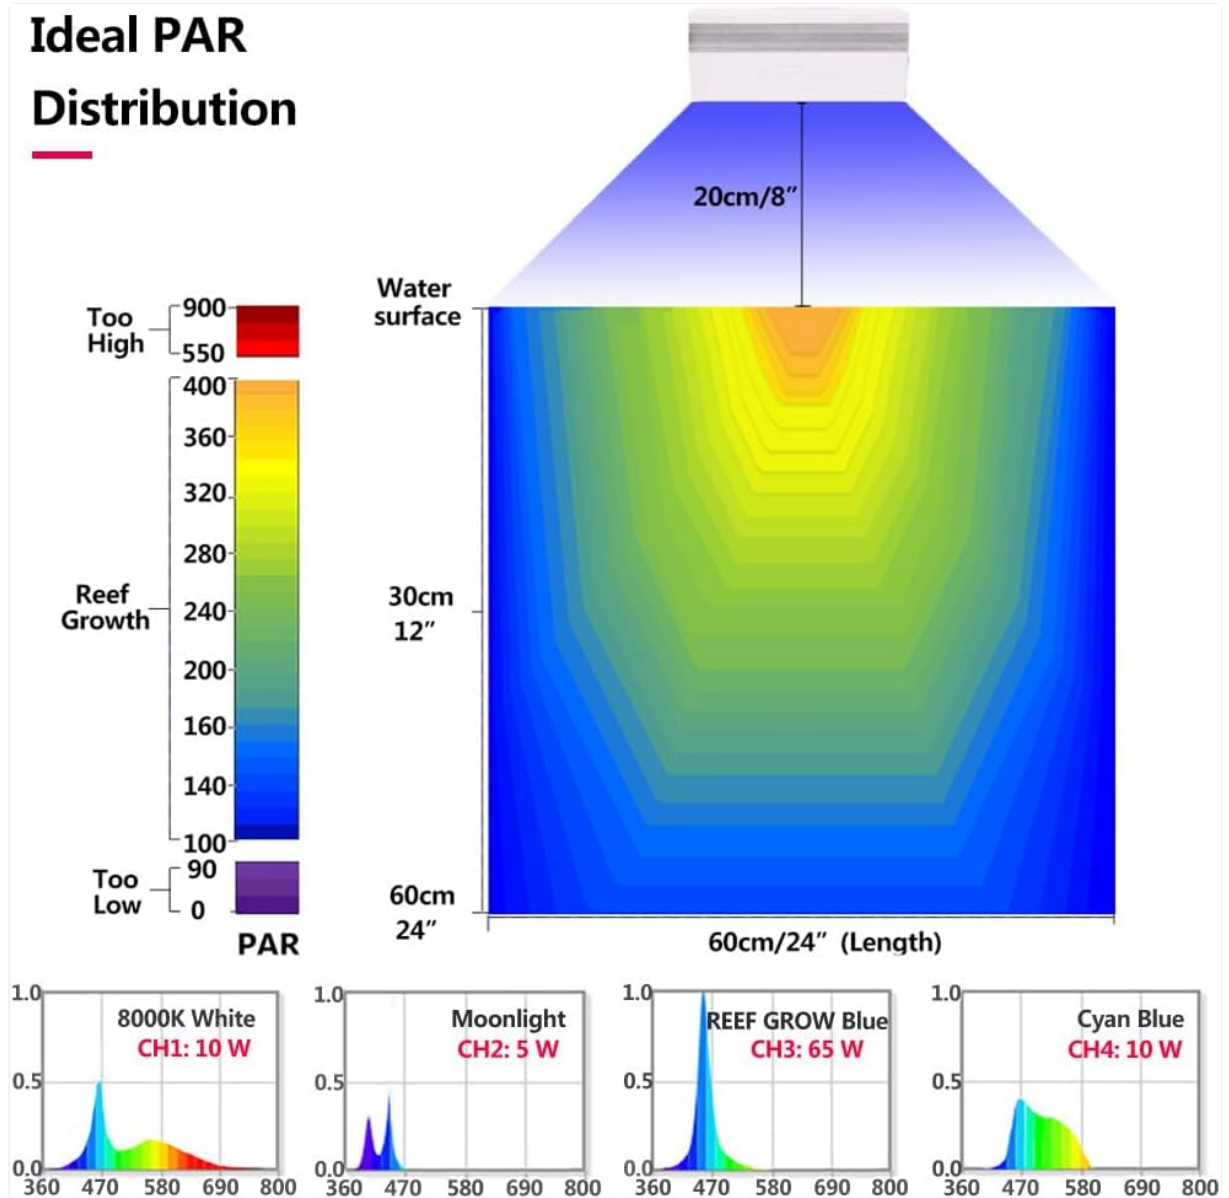 Ideal PAR
Distribution
20cm/8”
Water
surface
Too
High
900
550
400
360
320
280
240
200
160
140
100
Reef
Growth
90
0
Too
Low
PAR
30cm
12”
60cm
24”
60cm/24” (Length)
1.0
0.5
0.0
8000K White
CH1: 10 W
360 470 580 690 800
1.0
0.5
0.0
Moonlight
CH2: 5 W
360 470 580 690 800
1.0
0.5
0.0
REEF GROW Blue
CH3: 65 W
360 470 580 690 800
1.0
0.5
0.0
Cyan Blue
CH4: 10 W
360 470 580 690 800